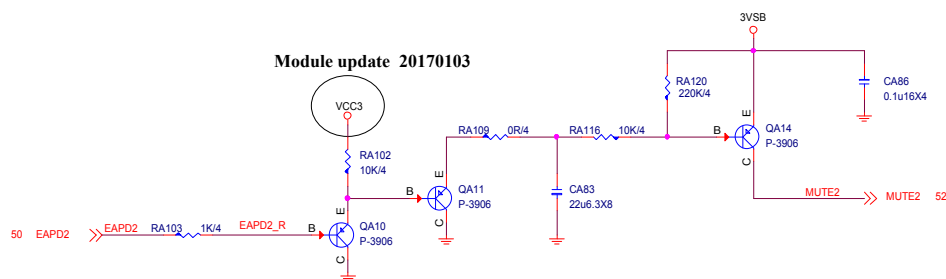 3VSB
Module update 20170103
VCC3
RA120
220K/4
CA86
0.1u16X4
RA102
10K/4
RA109 0R/4
RA116 10K/4
E
B
QA14
P-3906
C
E
B
QA11
P-3906
C
CA83
22u6.3X8
MUTE2
MUTE2 52
50 EAPD2
EAPD2
RA103 1K/4
EAPD2_R
E
B
QA10
P-3906
C